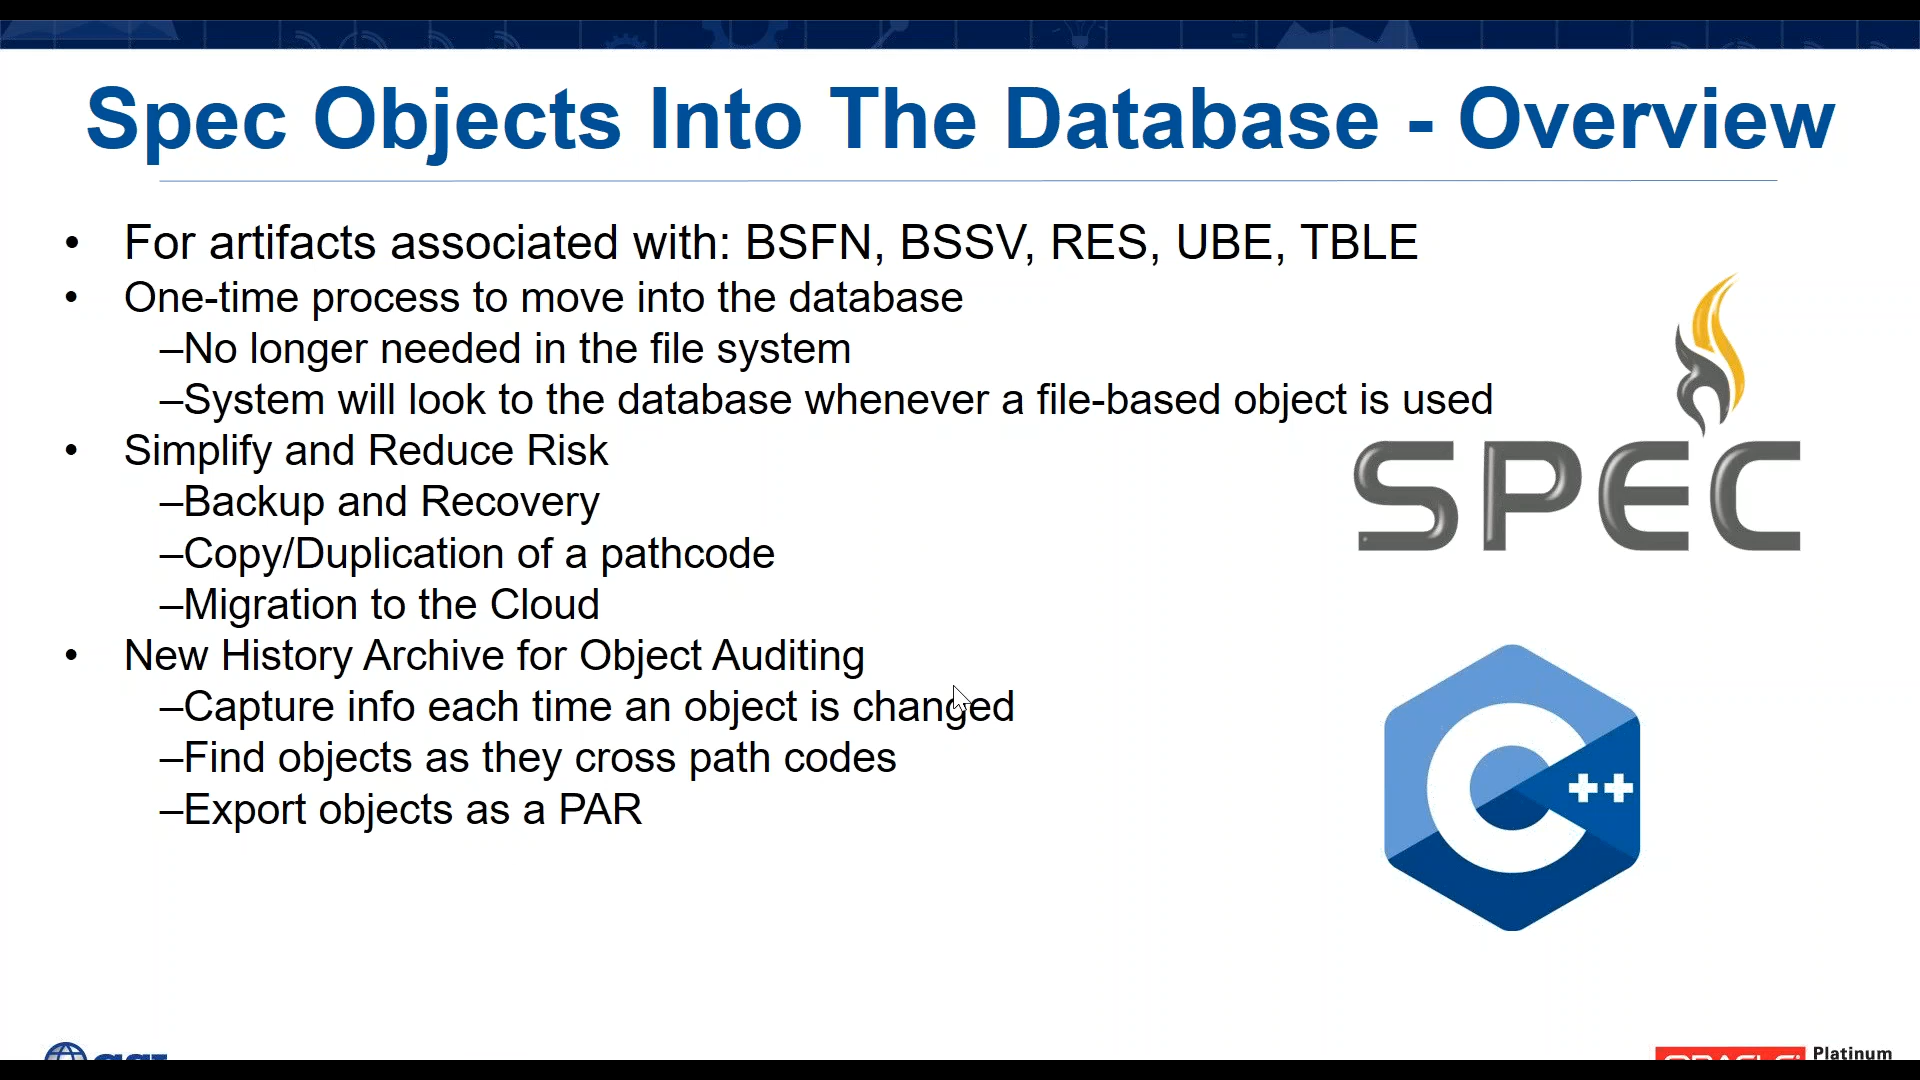 Spec Objects Into The Database - Overview
• For artifacts associated with: BSFN, BSSV, RES, UBE, TBLE
• One-time process to move into the database
–No longer needed in the file system
–System will look to the database whenever a file-based object is used
• Simplify and Reduce Risk
–Backup and Recovery
–Copy/Duplication of a pathcode
–Migration to the Cloud
• New History Archive for Object Auditing
–Capture info each time an object is changed
–Find objects as they cross path codes
–Export objects as a PAR
SPEC
C++
ORACLE Platinum